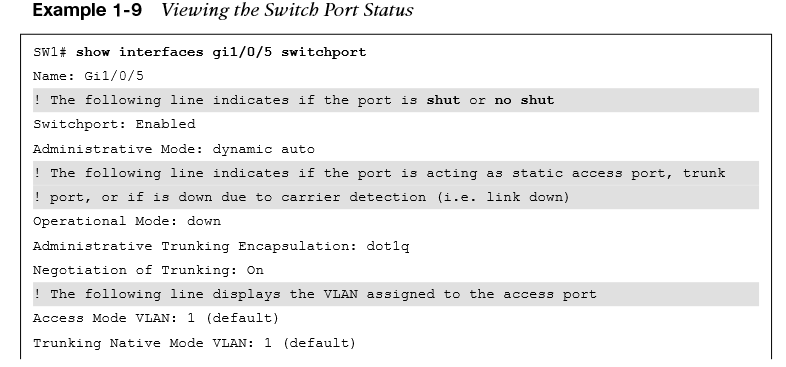 Example 1-9 Viewing the Switch Port Status
SW1# show interfaces gi1/0/5 switchport
Name: Gi1/0/5
! The following line indicates if the port is shut or no shut
Switchport: Enabled
Administrative Mode: dynamic auto
! The following line indicates if the port is acting as static access port, trunk
! port, or if is down due to carrier detection (i.e. link down)
Operational Mode: down
Administrative Trunking Encapsulation: dot1q
Negotiation of Trunking: On
! The following line displays the VLAN assigned to the access port
Access Mode VLAN: 1 (default)
Trunking Native Mode VLAN: 1 (default)